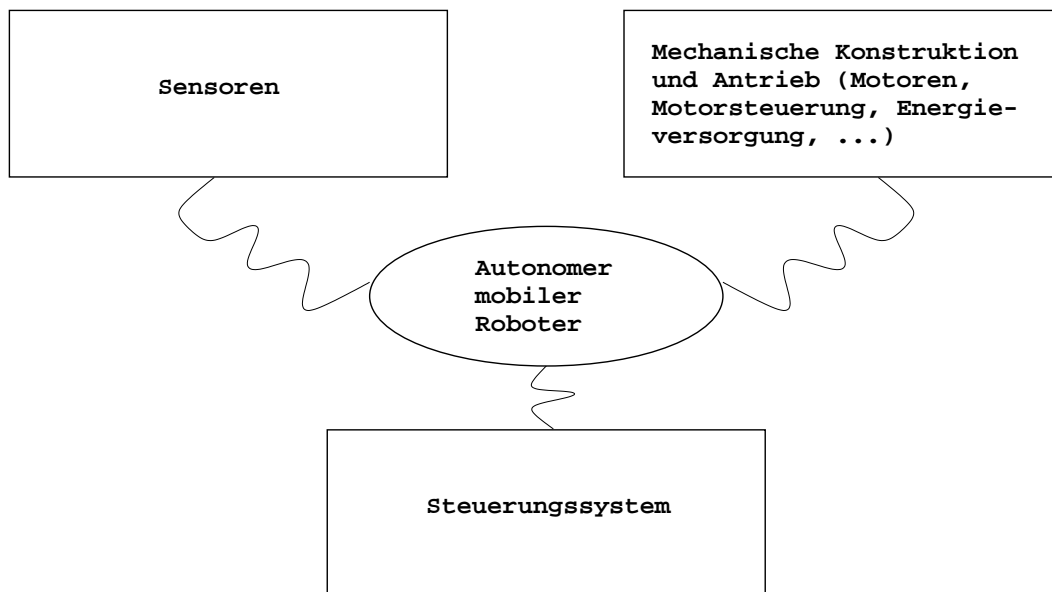 Sensoren
Mechanische Konstruktion
und Antrieb (Motoren,
Motorsteuerung, Energie-
versorgung, ...)
Autonomer
mobiler
Roboter
Steuerungssystem